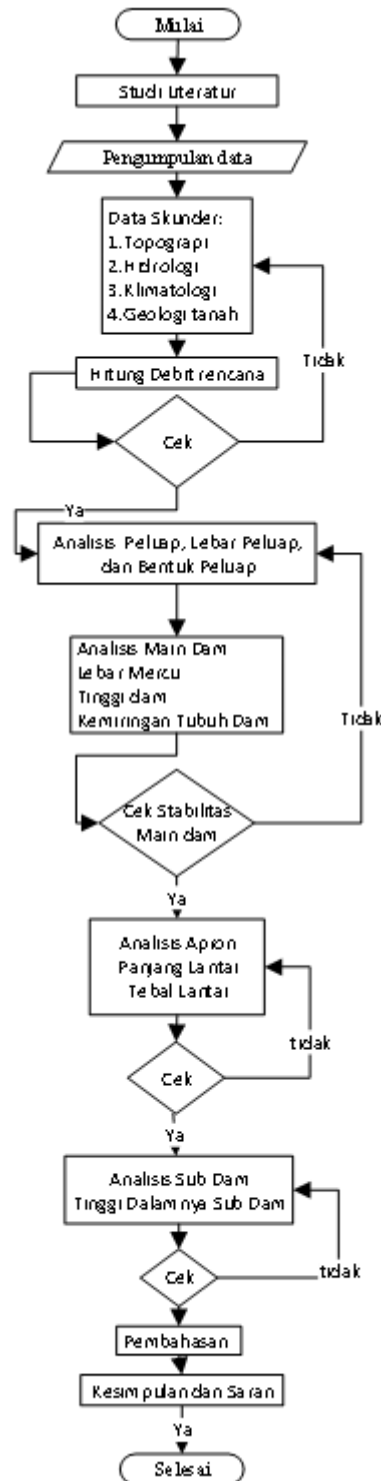 Mulai
Studi Literatur
Pengumpulan data
Data Skunder:
1.Topograpi
2.Hidrologi
3.Klimatologi
4.Geologi tanah
Tidak
Hitung Debit rencana
Cek
Ya
Analisis Peluap, Lebar Peluap,
dan Bentuk Peluap
Analisis Main Dam
Lebar Mercu
Tinggi dam
Kemiringan Tubuh Dam
Tidak
Cek Stabilitas
Main dam
Ya
Analisis Apron
Panjang Lantai
Tebal Lantai
tidak
Cek
Ya
Analisis Sub Dam
Tinggi Dalamnya Sub Dam
Cek
tidak
Pembahasan
Kesimpulan dan Saran
Ya
Selesai